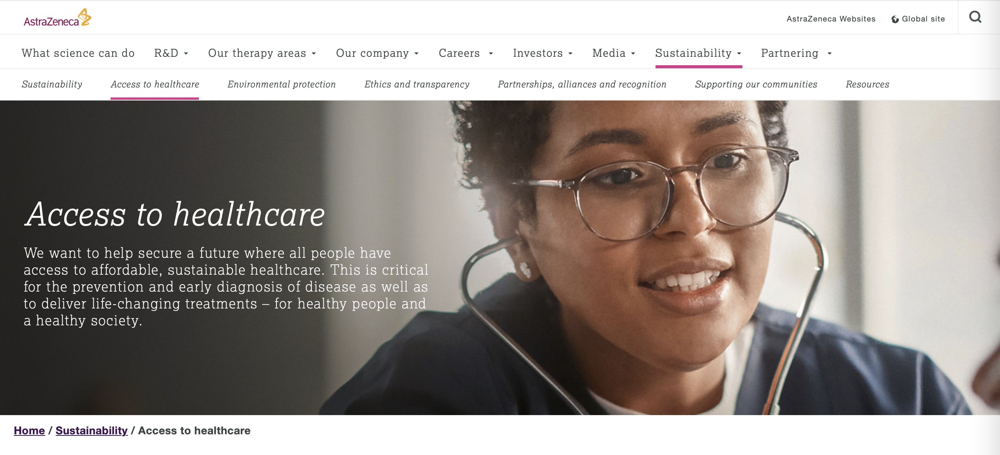 AstraZeneca
AstraZeneca Websites Global site
What science can do R&D Our therapy areas Our company Careers Investors Media Sustainability Partnering
Sustainability Access to healthcare Environmental protection Ethics and transparency Partnerships, alliances and recognition Supporting our communities Resources
Access to healthcare
We want to help secure a future where all people have
access to affordable, sustainable healthcare. This is critical
for the prevention and early diagnosis of disease as well as
to deliver life-changing treatments – for healthy people and
a healthy society.
Home / Sustainability / Access to healthcare